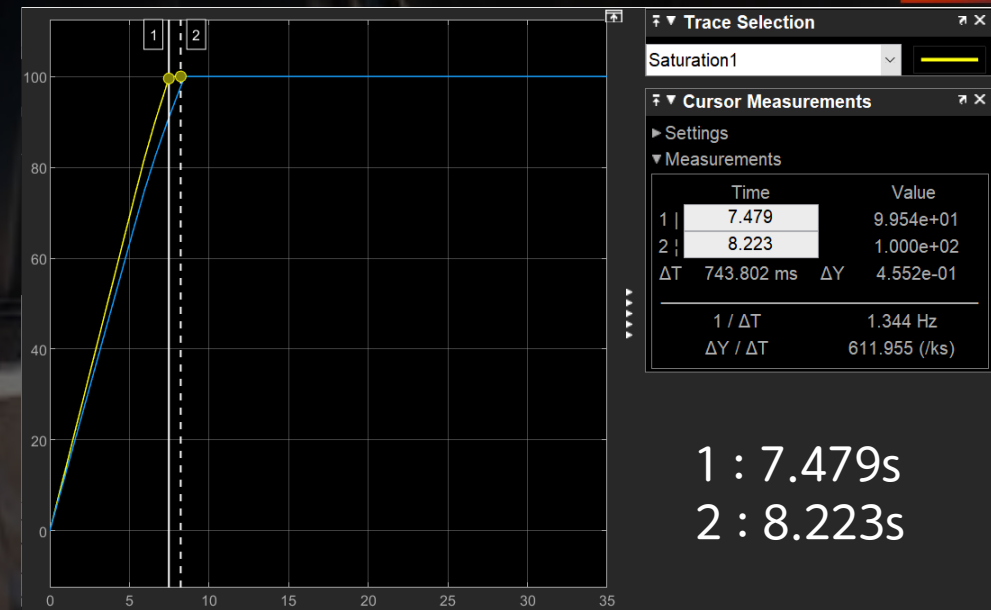 1 2
100
80
60
40
20
0
0 5 10 15 20 25 30 35
Trace Selection
Saturation1
Cursor Measurements
Settings
Measurements
Time Value
1 | 7.479 9.954e+01
2 ¦ 8.223 1.000e+02
ΔT 743.802 ms ΔY 4.552e-01
1 / ΔT 1.344 Hz
ΔY / ΔT 611.955 (/ks)
1 : 7.479s
2 : 8.223s